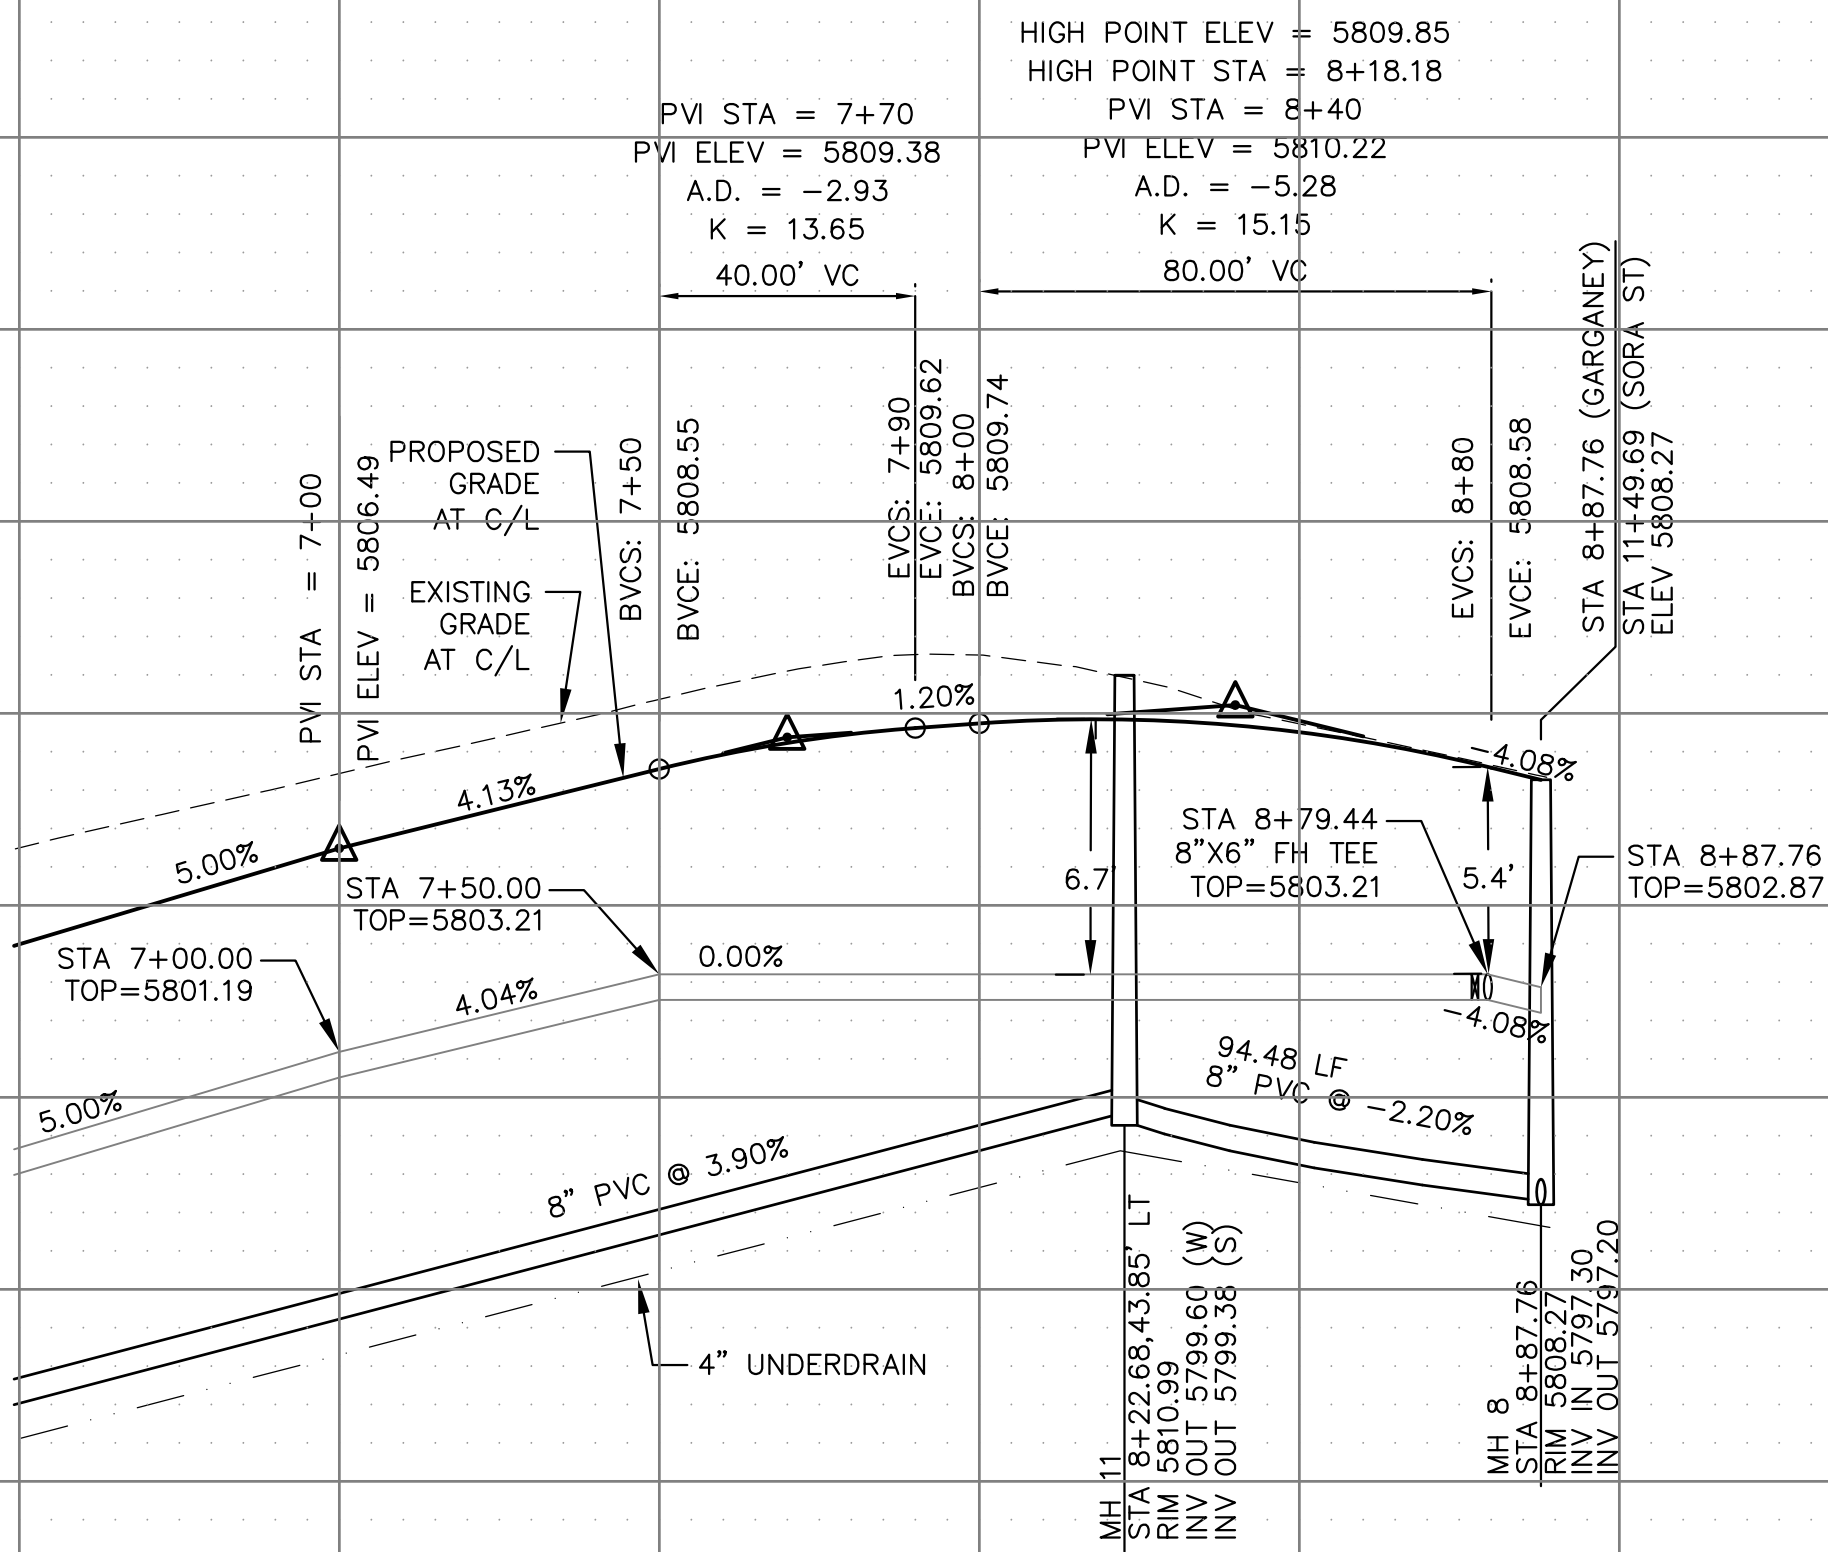 HIGH POINT ELEV = 5809.85
HIGH POINT STA = 8+18.18
PVI STA = 8+40
PVI ELEV = 5810.22
A.D. = -5.28
K = 15.15
80.00' VC
PVI STA = 7+70
PVI ELEV = 5809.38
A.D. = -2.93
K = 13.65
40.00' VC
PVI STA = 7+00
PVI ELEV = 5806.49
PROPOSED
GRADE
AT C/L
EXISTING
GRADE
AT C/L
BVCS: 7+50
BVCE: 5808.55
EVCS: 7+90
EVCE: 5809.62
BVCS: 8+00
BVCE: 5809.74
EVCS: 8+80
EVCE: 5808.58
STA 8+87.76 (GARGANEY)
STA 11+49.69 (SORA ST)
ELEV 5808.27
5.00%
4.13%
1.20%
-4.08%
STA 7+00.00
TOP=5801.19
STA 7+50.00
TOP=5803.21
6.7'
STA 8+79.44
8"X6" FH TEE
TOP=5803.21
5.4'
STA 8+87.76
TOP=5802.87
5.00%
4.04%
0.00%
-4.08%
94.48 LF
8" PVC @ -2.20%
8" PVC @ 3.90%
4" UNDERDRAIN
MH 11
STA 8+22.68,43.85' LT
RIM 5810.99
INV OUT 5799.60 (W)
INV OUT 5799.38 (S)
MH 8
STA 8+87.76
RIM 5808.27
INV IN 5797.30
INV OUT 5797.20